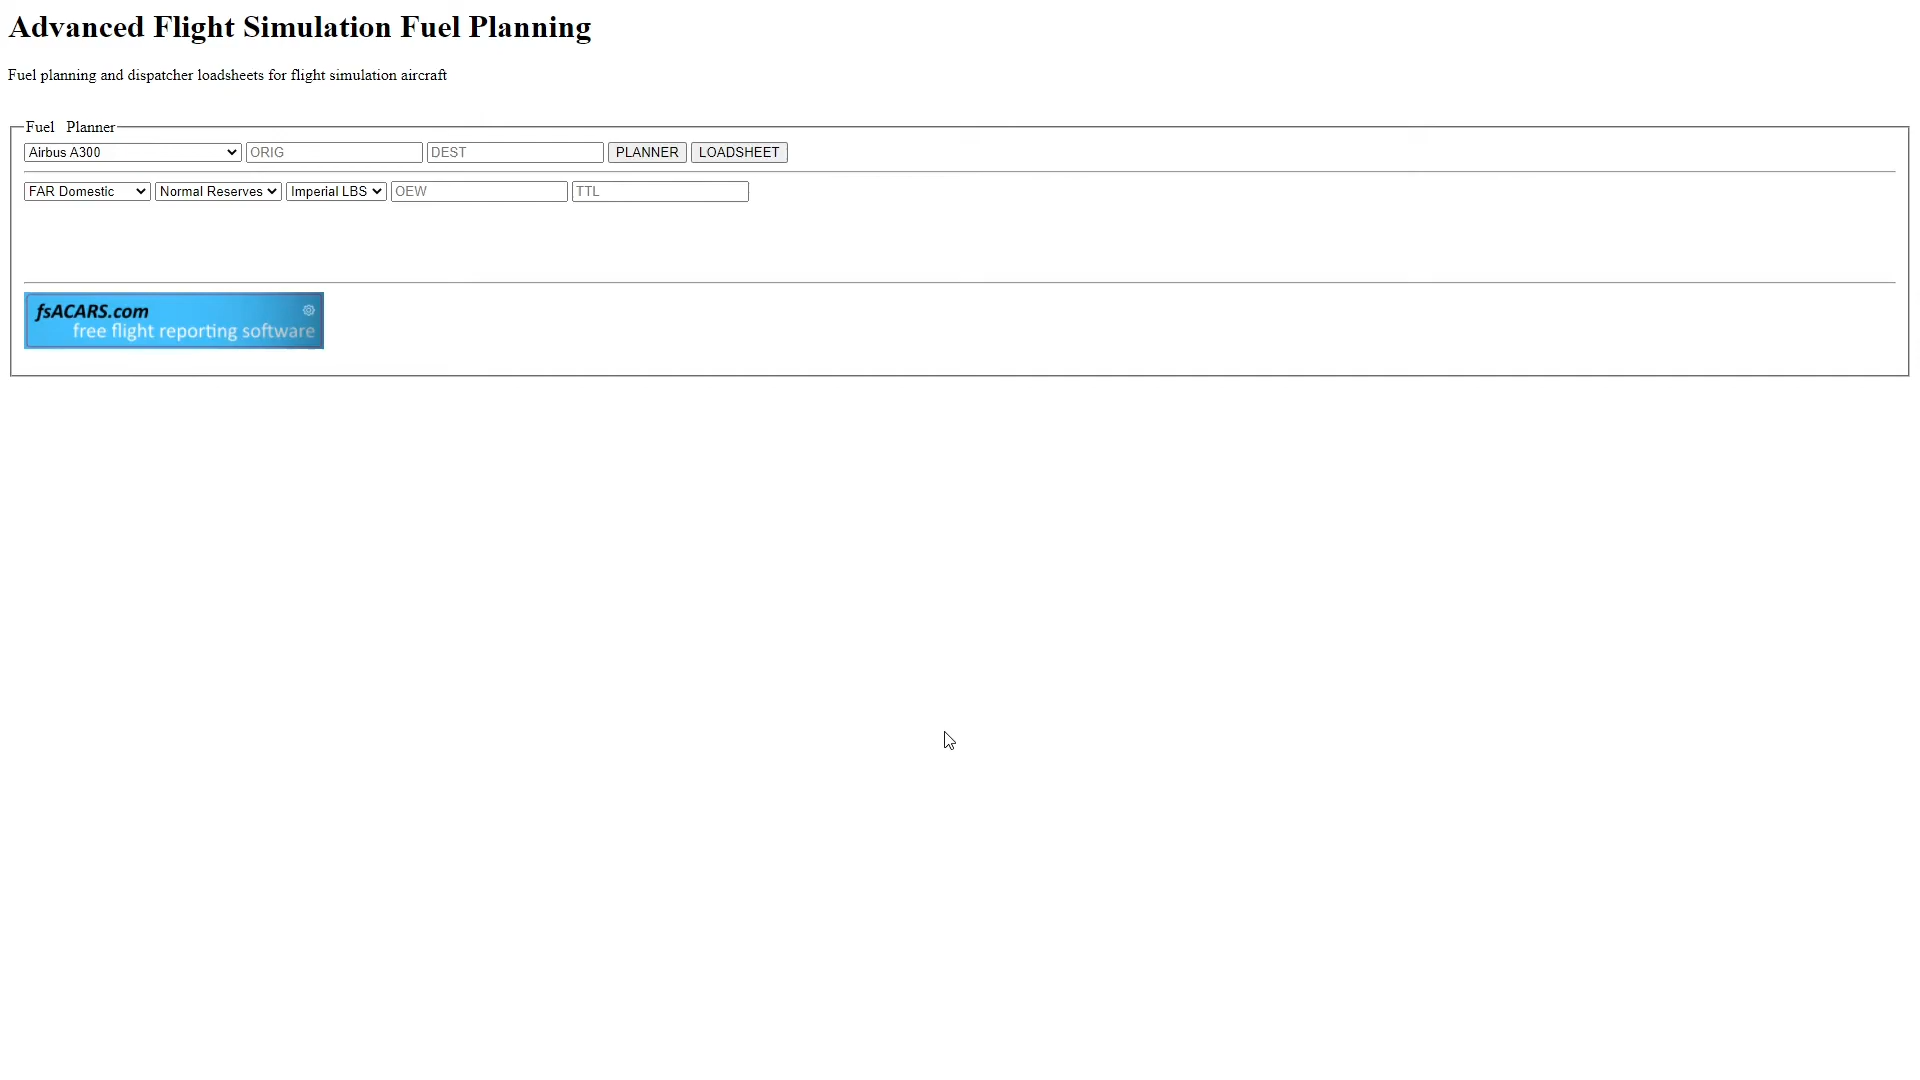 Advanced Flight Simulation Fuel Planning
Fuel planning and dispatcher loadsheets for flight simulation aircraft
Fuel Planner
Airbus A300 ORIG DEST PLANNER LOADSHEET
FAR Domestic Normal Reserves Imperial LBS OEW TTL
fsACARS.com
free flight reporting software